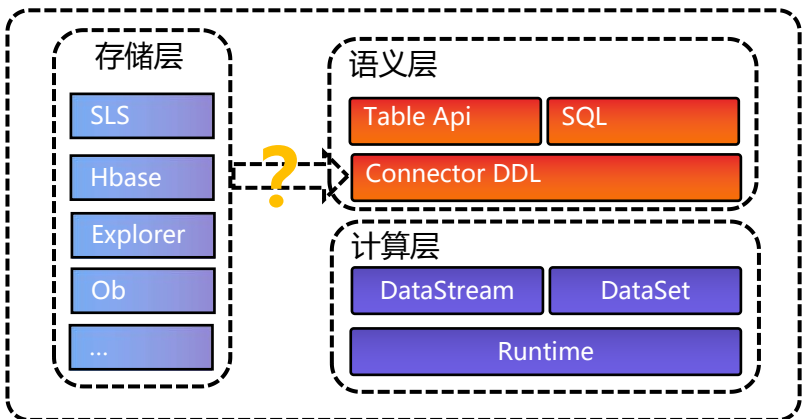 存储层
SLS
Hbase
Explorer
Ob
...
?
语义层
Table Api
SQL
Connector DDL
计算层
DataStream
DataSet
Runtime